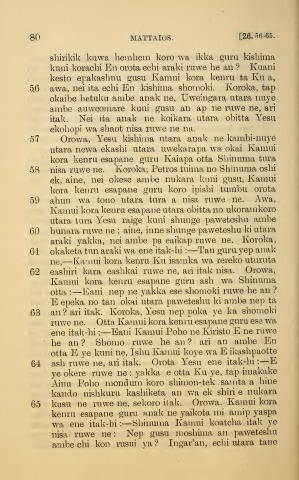 80 MATTAIOS. [26. 56-65.
shirikik kuwa hemhem koro wa ikka guru kishima
kuni korachi En orota echi araki ruwe he an? Kuani
kesto epakashnu gusu Kamui kora kenru ta Ku a,
56 awa, nei ita echi En kishima shomoki. Koroka, tap
okaibe hetuku ambe anak ne, Uweingara utara nuye
ambe auweomare kuni gusu an ap ne ruwe ne, ari
itak. Nei ita anak ne koikara utara obitta Yesu
ekohopi wa shaot nisa ruwe ne na.
57 Orowa, Yesu kishima utara anak ne kambi-nuye
utara newa ekashi utara uwekarapa wa okai Kamui
kora kenru esapane guru Kaiapa otta Shinuma tura
58 nisa ruwe ne. Koroka, Petros tuima no Shinuma oshi
ek, aine, nei okese ambe nukara kuni gusu, Kamui
kora kenru esapane guru koro ipishi tumbu orota
59 ahun wa tono utara tura a nisa ruwe ne. Awa,
Kamui kora kenru esapane utara obitta no ukoramkoro
utara tura Yesu raige kuni shunge paweteshu ambe
60 hunara ruwe ne; aine, inne shunge paweteshu ki utara
araki yakka, nei ambe pa eaikap ruwe ne. Koroka,
61 okaketa tun araki wa ene itak-hi:—Tan guru yep anak
ne,—Kamui kora kenru Ku isamka wa rereko uturuta
62 eashiri kara eashkai ruwe ne, ari itak nisa. Orowa,
Kamui kora kenru esapane guru ash wa Shinuma
otta:—Eani nep ne yakka ese shomoki ruwe he an?
E epeka no tan okai utara paweteshu ki ambe nep ta
63 an? ari itak. Koroka, Yesu nep poka ye ka shomoki
ruwe ne. Otta Kamui kora kenru esapane guru ese wa
ene itak-hi:—Eani Kamui Poho ne Kiristo E ne ruwe
he an? Shomo ruwe he an? ari an ambe En
otta E ye kuni ne, Ishu Kamui koye wa E ikashpaotte
64 ash ruwe ne, ari itak. Orota Yesu ene itak-hi:—E
ye okere ruwe ne: yakka e otta Ku ye, tap imakake
Ainu Poho mondum koro shimon-tek samta a hine
kando nishkuru kashiketa an wa ek shiri e nukara
65 kusu ne ruwe ne, sekoro itak. Orowa. Kamui kora
kenru esapane guru anak ne yaikota mi amip yaspa
wa ene itak-hi:—Shinuma Kamui koatcha itak ye
nisa ruwe ne: Nep gusu moshima an paweteshu
ambe chi kon rusui ya? Ingar'an, echi utara tane